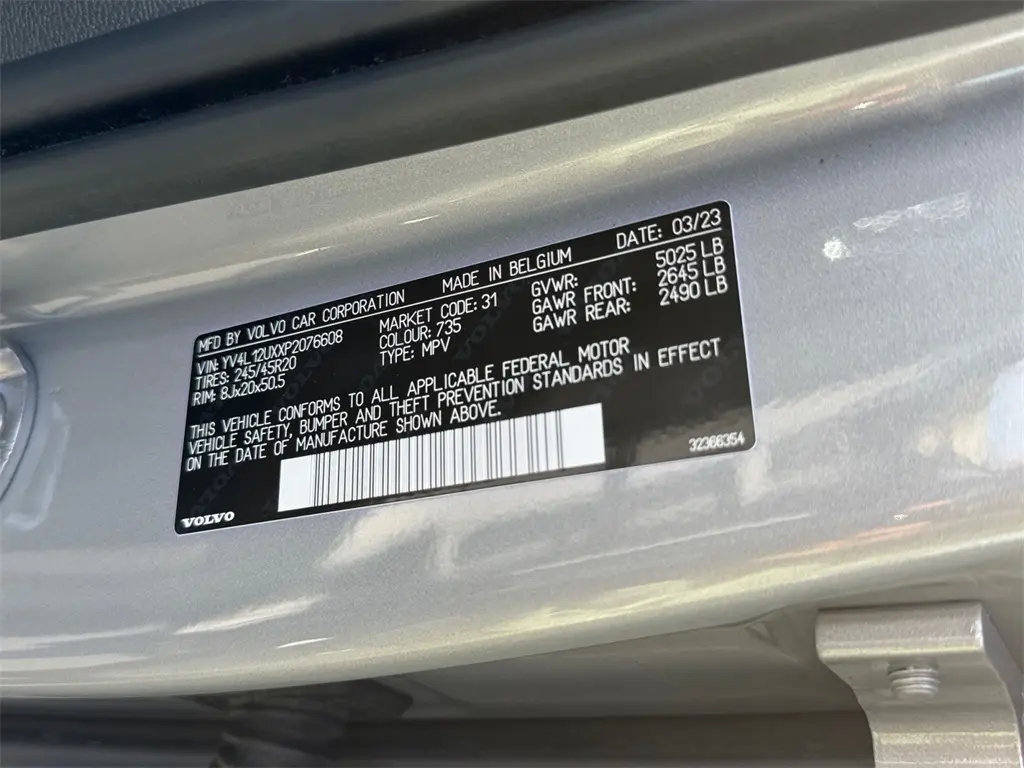 MFD BY VOLVO CAR CORPORATION MADE IN BELGIUM DATE: 03/23
VIN: YV4L12UXXP2076608 MARKET CODE: 31 GVWR: 5025 LB
TIRES: 245/45R20 COLOUR: 735 GAWR FRONT: 2645 LB
RIM: 8Jx20x50.5 TYPE: MPV GAWR REAR: 2490 LB
THIS VEHICLE CONFORMS TO ALL APPLICABLE FEDERAL MOTOR
VEHICLE SAFETY, BUMPER AND THEFT PREVENTION STANDARDS IN EFFECT
ON THE DATE OF MANUFACTURE SHOWN ABOVE.
VOLVO 32366354